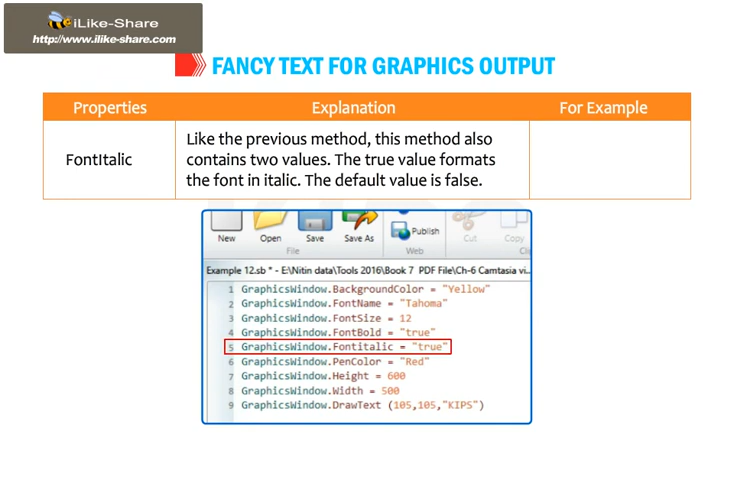 iLike-Share
http://www.ilike-share.com
FANCY TEXT FOR GRAPHICS OUTPUT
Properties Explanation For Example
FontItalic
Like the previous method, this method also
contains two values. The true value formats
the font in italic. The default value is false.
New Open Save Save As Publish Cut Copy
File Web Cli
Example 12.sb * - E:\Nitin data\Tools 2016\Book 7 PDF File\Ch-6 Camtasia vi...
1 GraphicsWindow.BackgroundColor = "Yellow"
2 GraphicsWindow.FontName = "Tahoma"
3 GraphicsWindow.FontSize = 12
4 GraphicsWindow.FontBold = "true"
5 GraphicsWindow.Fontitalic = "true"
6 GraphicsWindow.PenColor = "Red"
7 GraphicsWindow.Height = 600
8 GraphicsWindow.Width = 500
9 GraphicsWindow.DrawText (105,105,"KIPS")